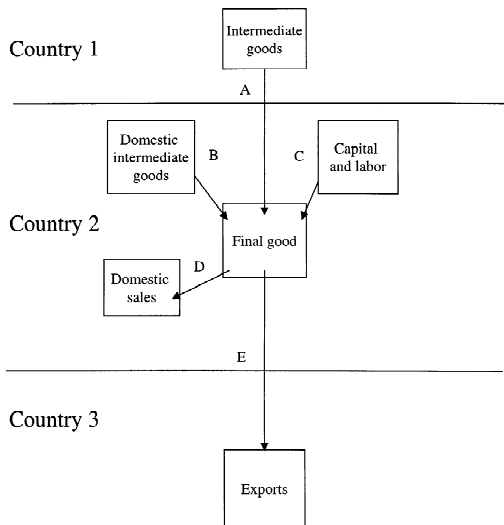 Country 1
Intermediate
goods
A
Domestic
intermediate
goods
B
C
Capital
and labor
Country 2
Final good
Domestic
sales
D
E
Country 3
Exports